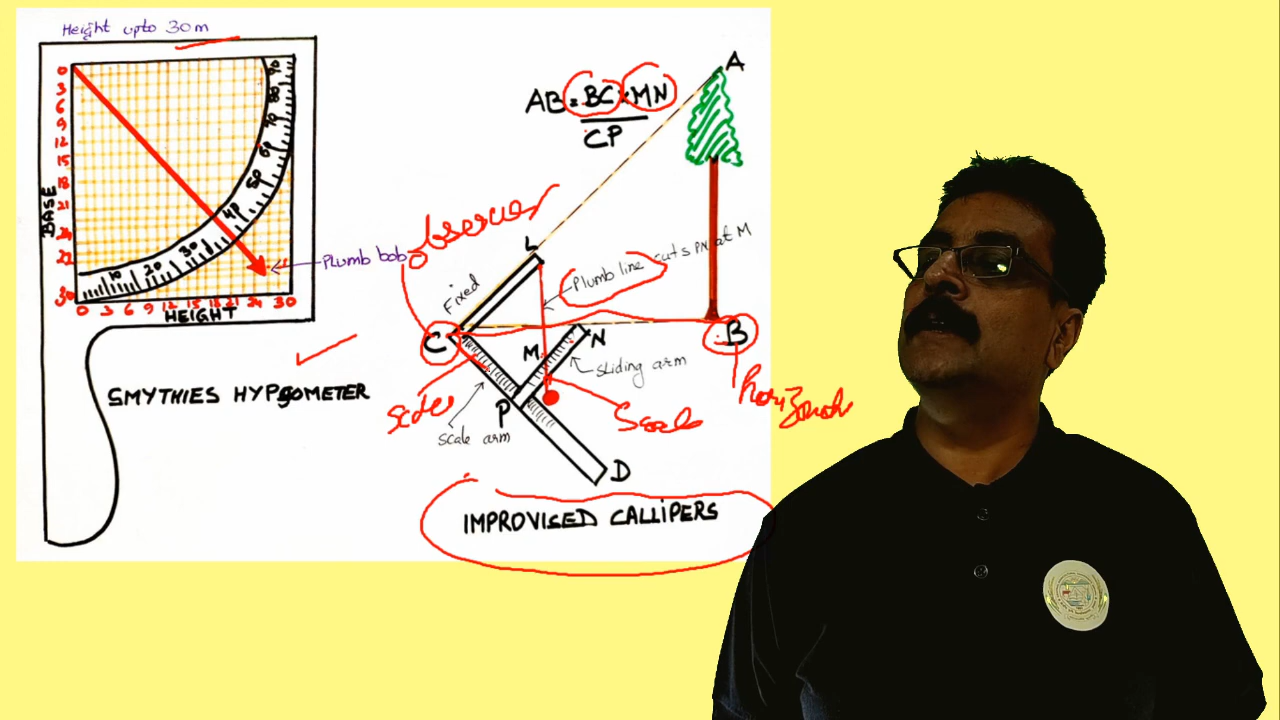 Height upto 30m
0
3
6
9
12
15
18
21
24
30
BASE
90
80
70
60
50
40
30
20
10
0 3 6 9 12 15 18 21 24 30
HEIGHT
Plumb bob
SMYTHIES HYPSOMETER
AB = BC × MN
CP
A
observer
L
Plumb line cuts PN at M
Fixed
C
B
M
N
sliding arm
P
scale arm
Scale
Horizontal
D
IMPROVISED CALLIPERS